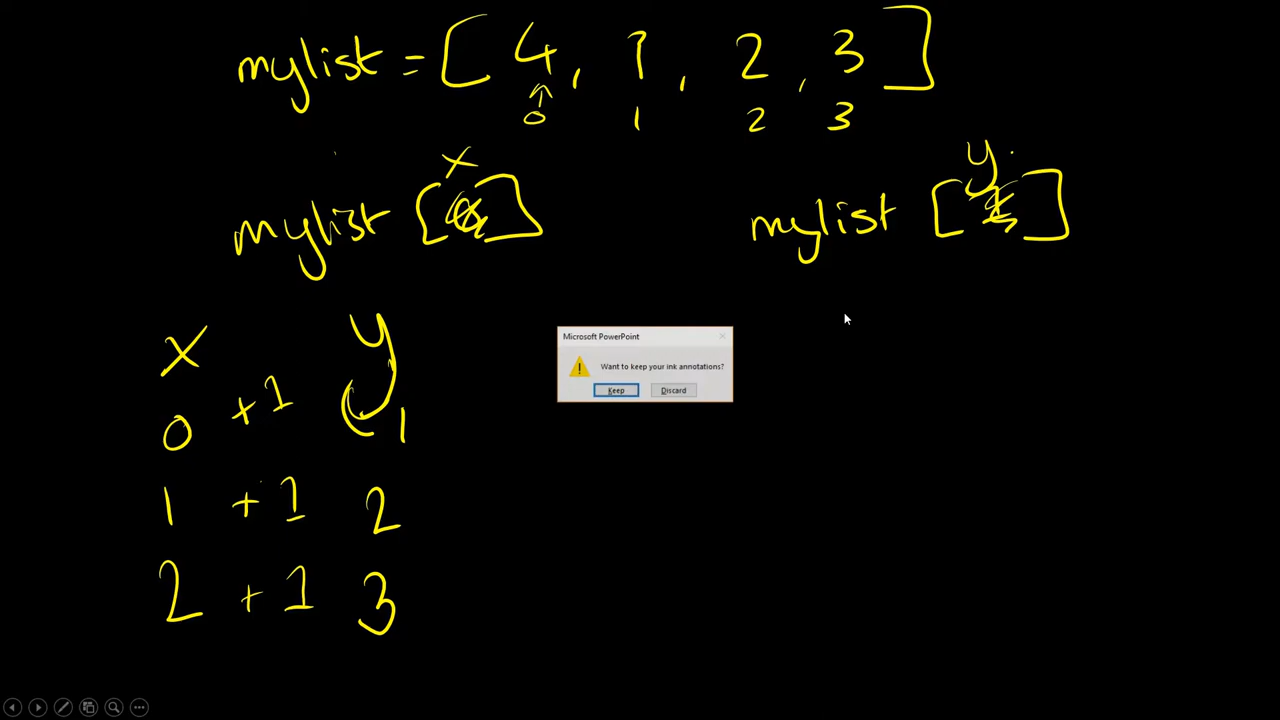 mylist = [ 4, 1, 2, 3 ]
0 1 2 3
x y
mylist [ ] mylist [ ]
Microsoft PowerPoint
Want to keep your ink annotations?
Keep Discard
x y
0 +1 1
1 +1 2
2 +1 3